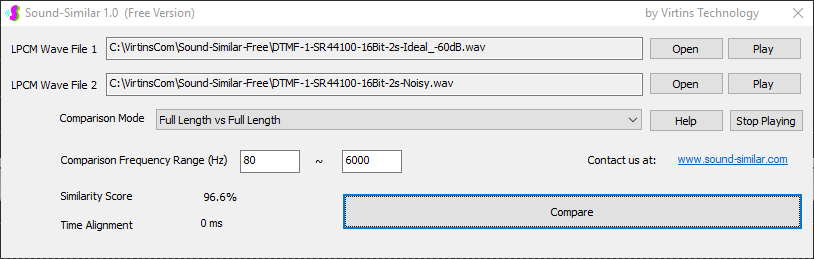 Sound-Similar 1.0 (Free Version) by Virtins Technology
LPCM Wave File 1 C:\VirtinsCom\Sound-Similar-Free\DTMF-1-SR44100-16Bit-2s-Ideal_-60dB.wav Open Play
LPCM Wave File 2 C:\VirtinsCom\Sound-Similar-Free\DTMF-1-SR44100-16Bit-2s-Noisy.wav Open Play
Comparison Mode Full Length vs Full Length Help Stop Playing
Comparison Frequency Range (Hz) 80 ~ 6000 Contact us at: www.sound-similar.com
Similarity Score 96.6%
Compare
Time Alignment 0 ms